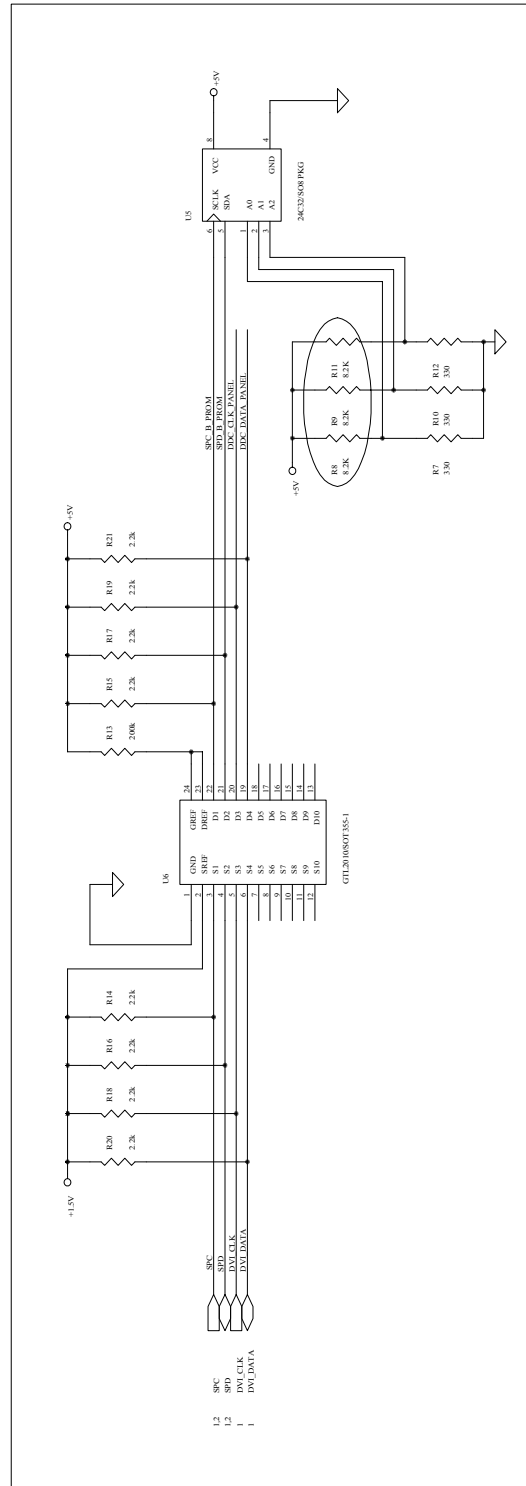 +5V
8
4
VCC
GND
U5
SCLK
SDA
A0
A1
A2
24C32/SO8 PKG
6
5
1
2
3
SPC_B_PROM
SPD_B_PROM
DDC_CLK_PANEL
DDC_DATA_PANEL
+5V
R11
8.2K
R9
8.2K
R8
8.2K
R12
330
R10
330
R7
330
+5V
R21
2.2k
R19
2.2k
R17
2.2k
R15
2.2k
R13
200k
24
23
22
21
20
19
18
17
16
15
14
13
GREF
DREF
D1
D2
D3
D4
D5
D6
D7
D8
D9
D10
U6
GTL2010/SOT355-1
GND
SREF
S1
S2
S3
S4
S5
S6
S7
S8
S9
S10
1
2
3
4
5
6
7
8
9
10
11
12
R14
2.2k
R16
2.2k
R18
2.2k
R20
2.2k
+1.5V
SPC
SPD
DVI_CLK
DVI_DATA
1,2 SPC
1,2 SPD
1 DVI_CLK
1 DVI_DATA